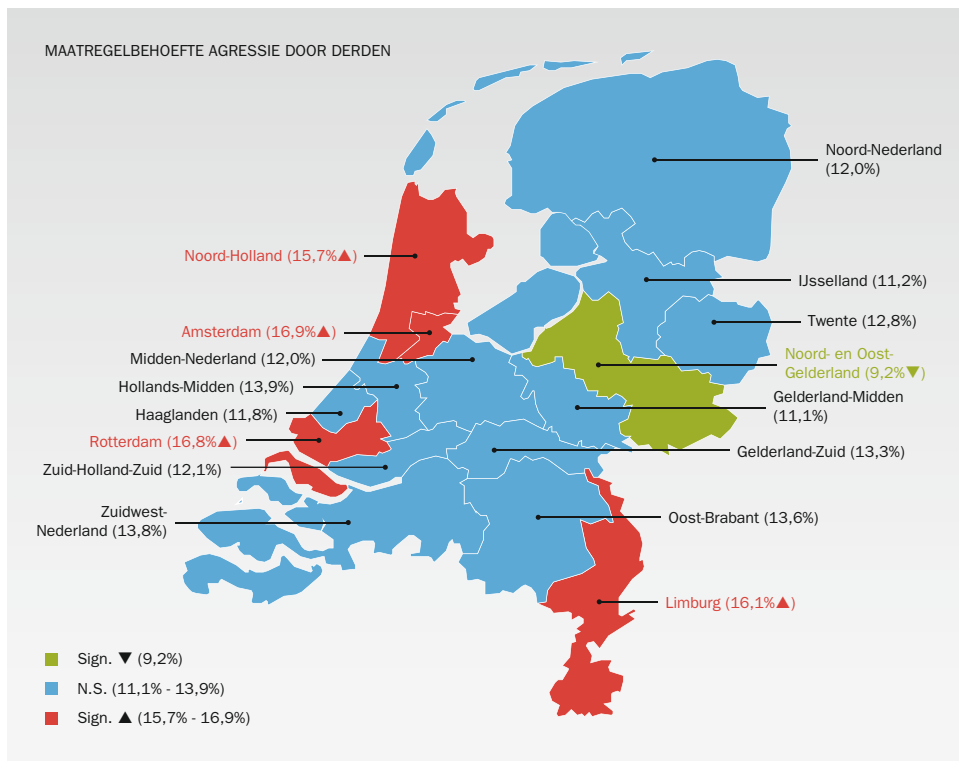 MAATREGELBEHOEFTE AGRESSIE DOOR DERDEN
Noord-Nederland
(12,0%)
Noord-Holland (15,7%▲)
IJsselland (11,2%)
Amsterdam (16,9%▲)
Twente (12,8%)
Midden-Nederland (12,0%)
Noord- en Oost-
Gelderland (9,2%▼)
Hollands-Midden (13,9%)
Gelderland-Midden
(11,1%)
Haaglanden (11,8%)
Rotterdam (16,8%▲)
Gelderland-Zuid (13,3%)
Zuid-Holland-Zuid (12,1%)
Zuidwest-
Nederland (13,8%)
Oost-Brabant (13,6%)
Limburg (16,1%▲)
Sign. ▼ (9,2%)
N.S. (11,1% - 13,9%)
Sign. ▲ (15,7% - 16,9%)